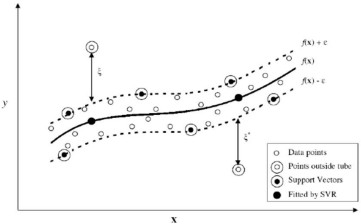 f(x) + ε
f(x)
f(x) - ε
ξ
y
ξ*
Data points
Points outside tube
Support Vectors
Fitted by SVR
x